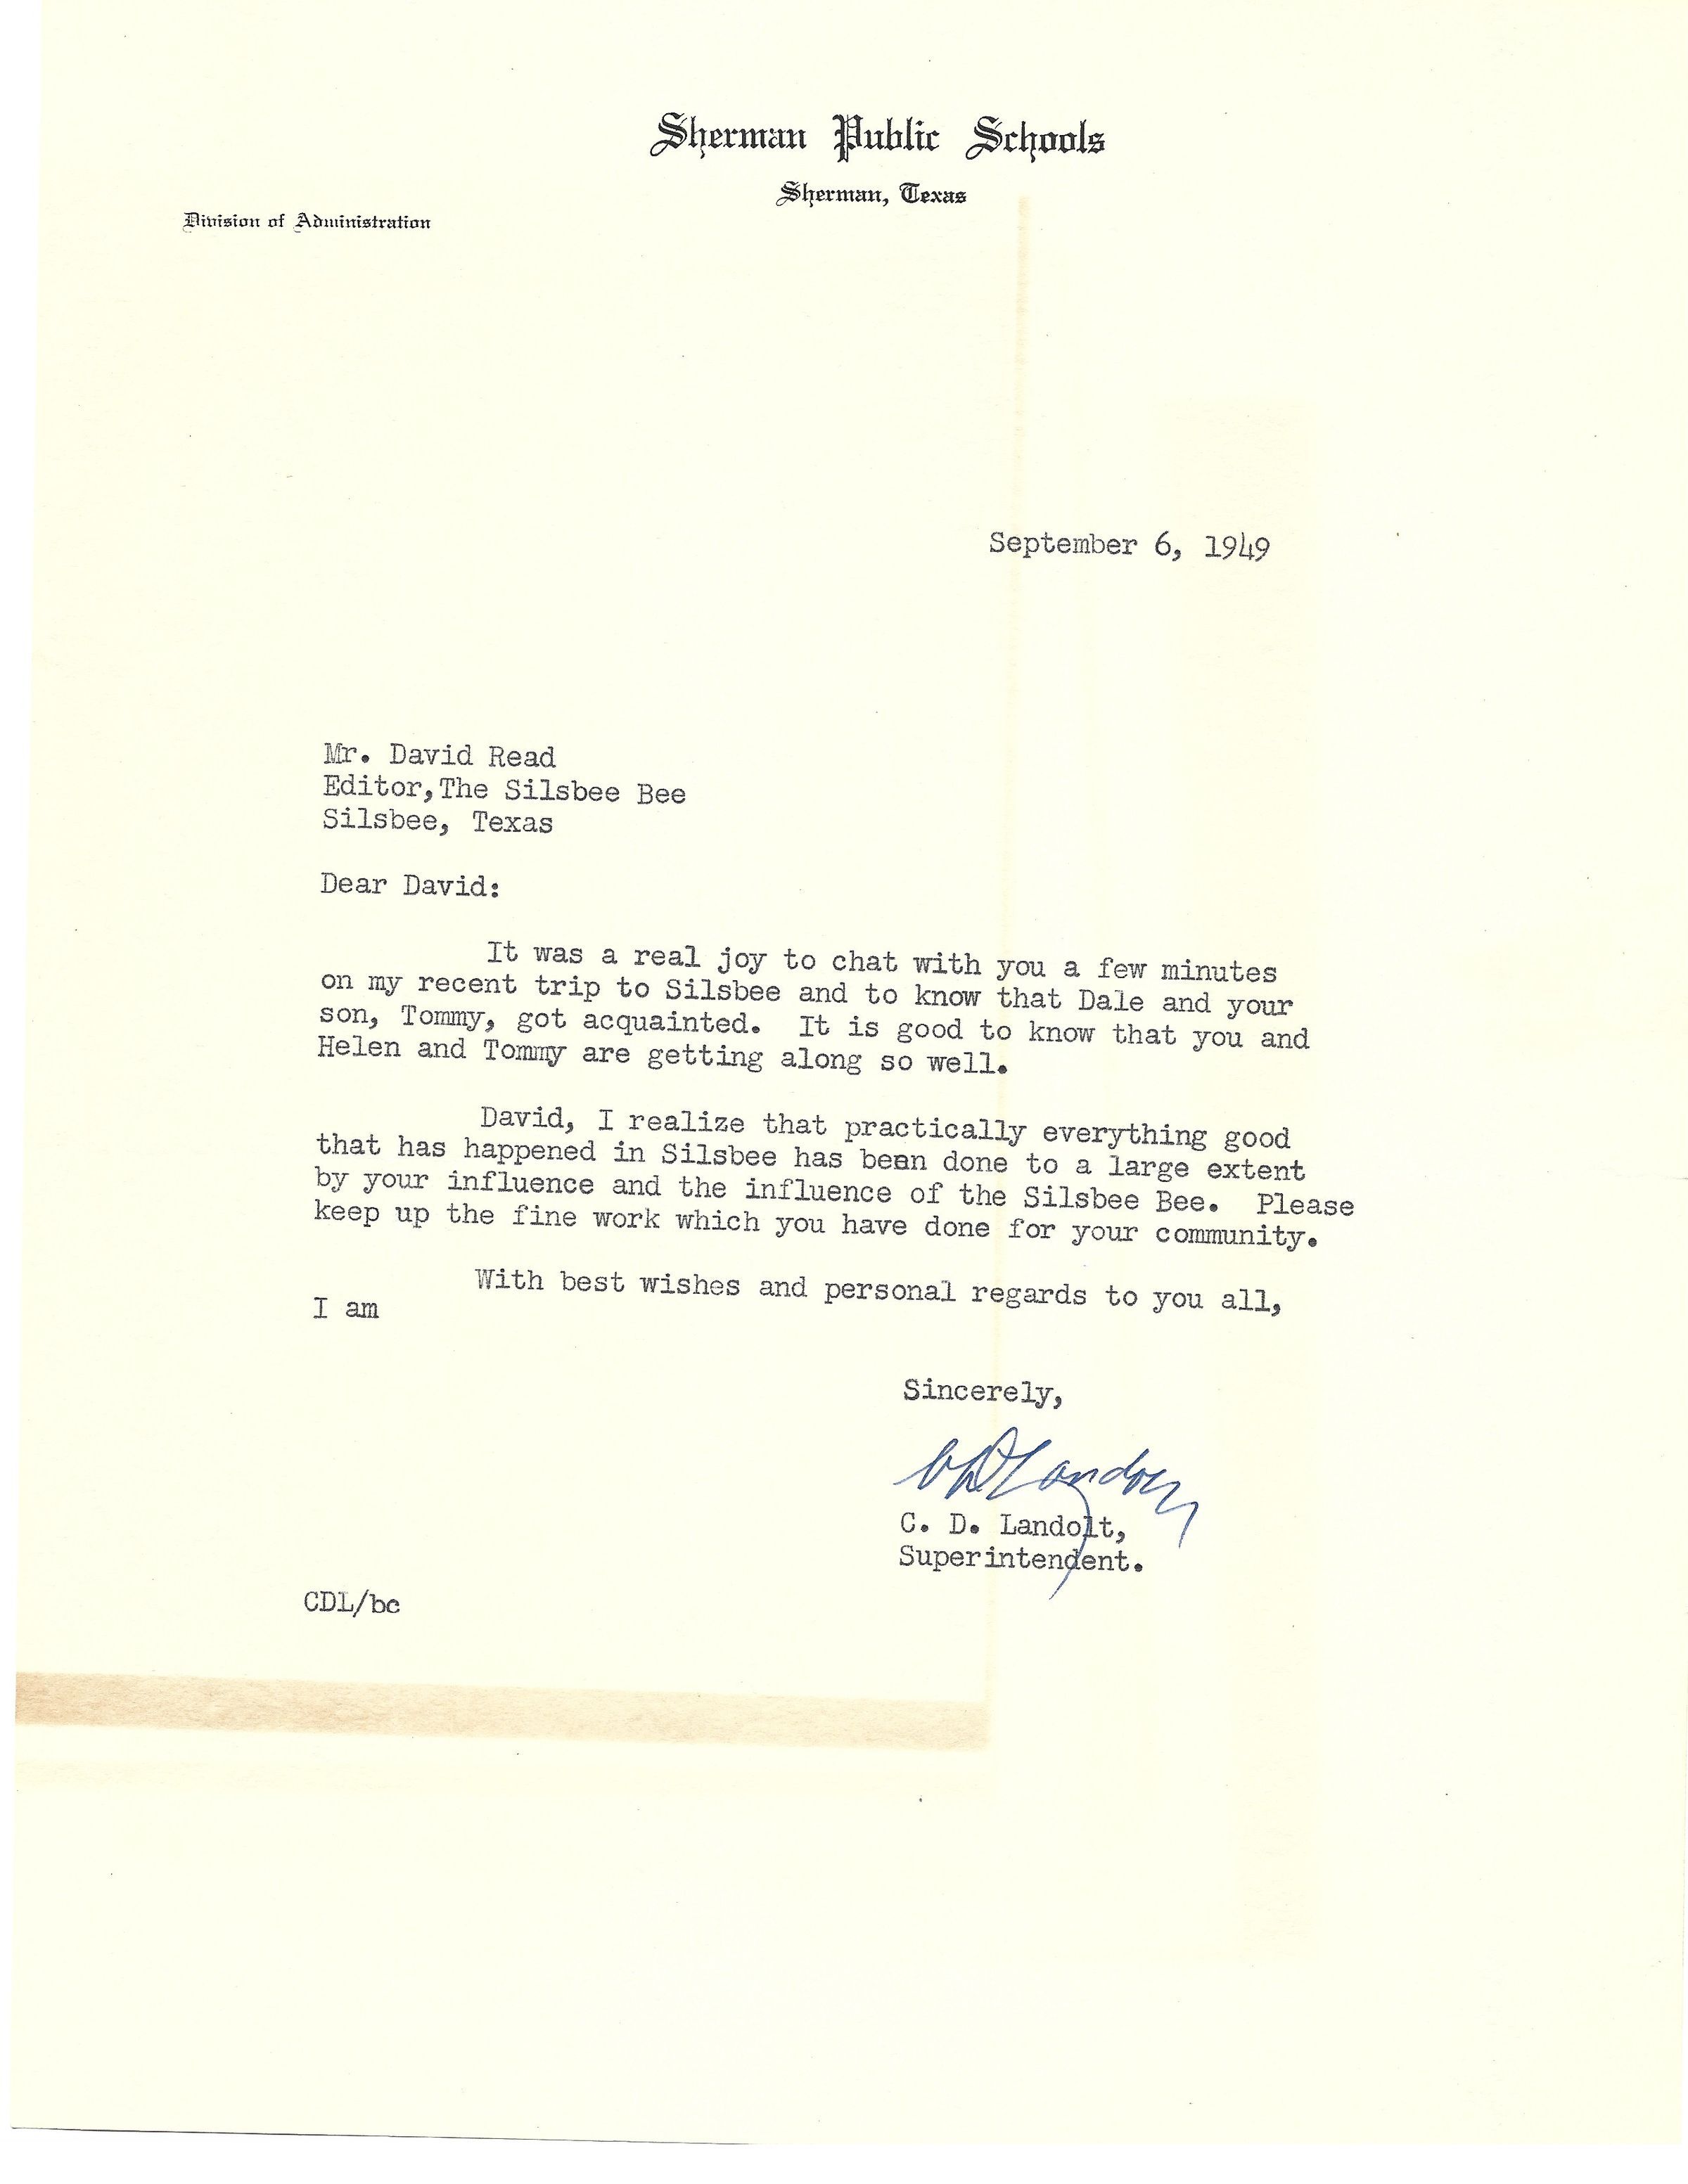 Sherman Public Schools
Sherman, Texas
Division of Administration
September 6, 1949
Mr. David Read
Editor,The Silsbee Bee
Silsbee, Texas
Dear David:
It was a real joy to chat with you a few minutes
on my recent trip to Silsbee and to know that Dale and your
son, Tommy, got acquainted. It is good to know that you and
Helen and Tommy are getting along so well.
David, I realize that practically everything good
that has happened in Silsbee has been done to a large extent
by your influence and the influence of the Silsbee Bee. Please
keep up the fine work which you have done for your community.
With best wishes and personal regards to you all,
I am
Sincerely,
CD Landolt
C. D. Landolt,
Superintendent.
CDL/bc